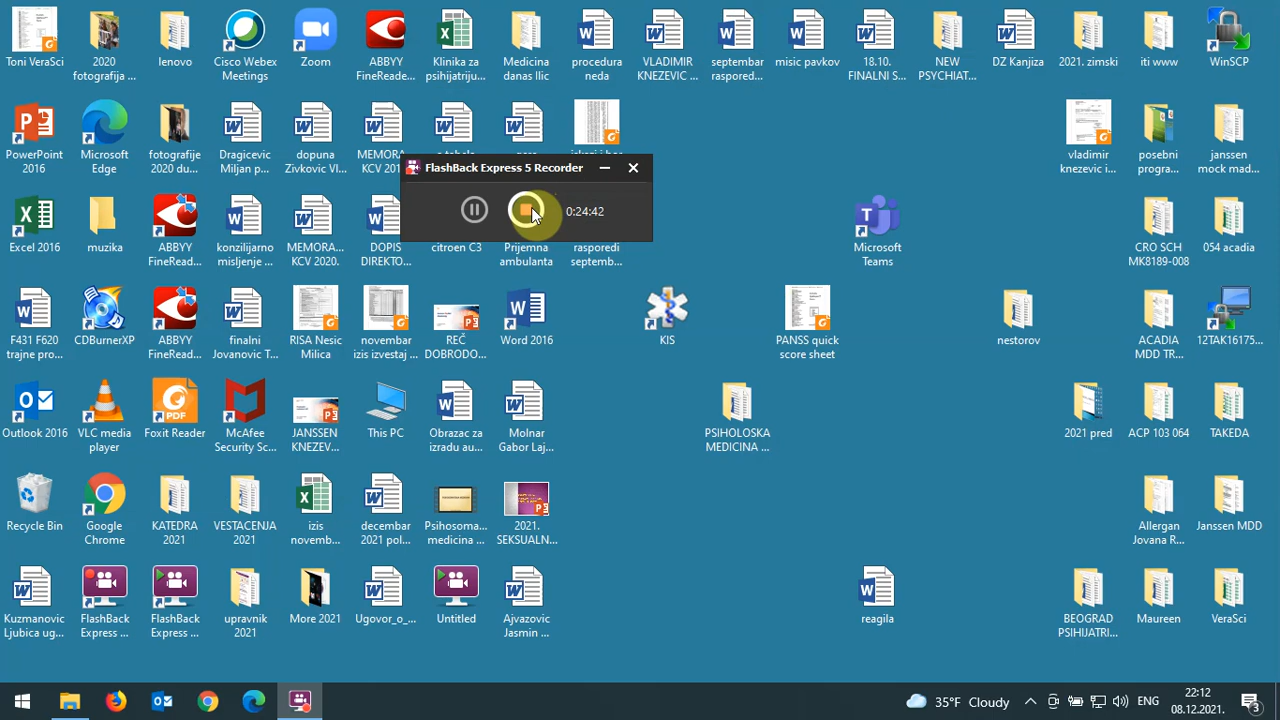 Toni VeraSci
2020
fotografija ...
lenovo
Cisco Webex
Meetings
Zoom
ABBYY
FineReade...
Klinika za
psihijatriju...
Medicina
danas Ilic
procedura
neda
VLADIMIR
KNEZEVIC ...
septembar
raspored...
misic pavkov
18.10.
FINALNI S...
NEW
PSYCHIAT...
DZ Kanjiza
2021. zimski
iti www
WinSCP
PowerPoint
2016
Microsoft
Edge
fotografije
2020 du...
Dragicevic
Miljan p...
dopuna
Zivkovic Vl...
MEMORA...
KCV 201
vladimir
knezevic i...
posebni
programi
janssen
mock mad...
FlashBack Express 5 Recorder
0:24:42
Excel 2016
muzika
ABBYY
FineRead...
konzilijarno
misljenje ...
MEMORA...
KCV 2020.
DOPIS
DIREKTO...
citroen C3
Prijemna
ambulanta
raspored​i
septemb...
Microsoft
Teams
CRO SCH
MK8189-008
054 acadia
F431 F620
trajne pro...
CDBurnerXP
ABBYY
FineRead...
finalni
Jovanovic T...
RISA Nesic
Milica
novembar
izis izvestaj ...
REČ
DOBRODO...
Word 2016
KIS
PANSS quick
score sheet
nestorov
ACADIA
MDD TR...
12TAK16175...
Outlook 2016
VLC media
player
Foxit Reader
McAfee
Security Sc...
JANSSEN
KNEZEV...
This PC
Obrazac za
izradu au...
Molnar
Gabor Laj...
PSIHOLOSKA
MEDICINA ...
2021 pred
ACP 103 064
TAKEDA
Recycle Bin
Google
Chrome
KATEDRA
2021
VESTACENJA
2021
izis
novemb...
decembar
2021 pol...
Psihosoma...
medicina ...
2021.
SEKSUALN...
Allergan
Jovana R...
Janssen MDD
Kuzmanovic
Ljubica ug...
FlashBack
Express ...
FlashBack
Express ...
upravnik
2021
More 2021
Ugovor_o_...
Untitled
Ajvazovic
Jasmin ...
reagila
BEOGRAD
PSIHIJATRI...
Maureen
VeraSci
35°F Cloudy
ENG
22:12
08.12.2021.
3